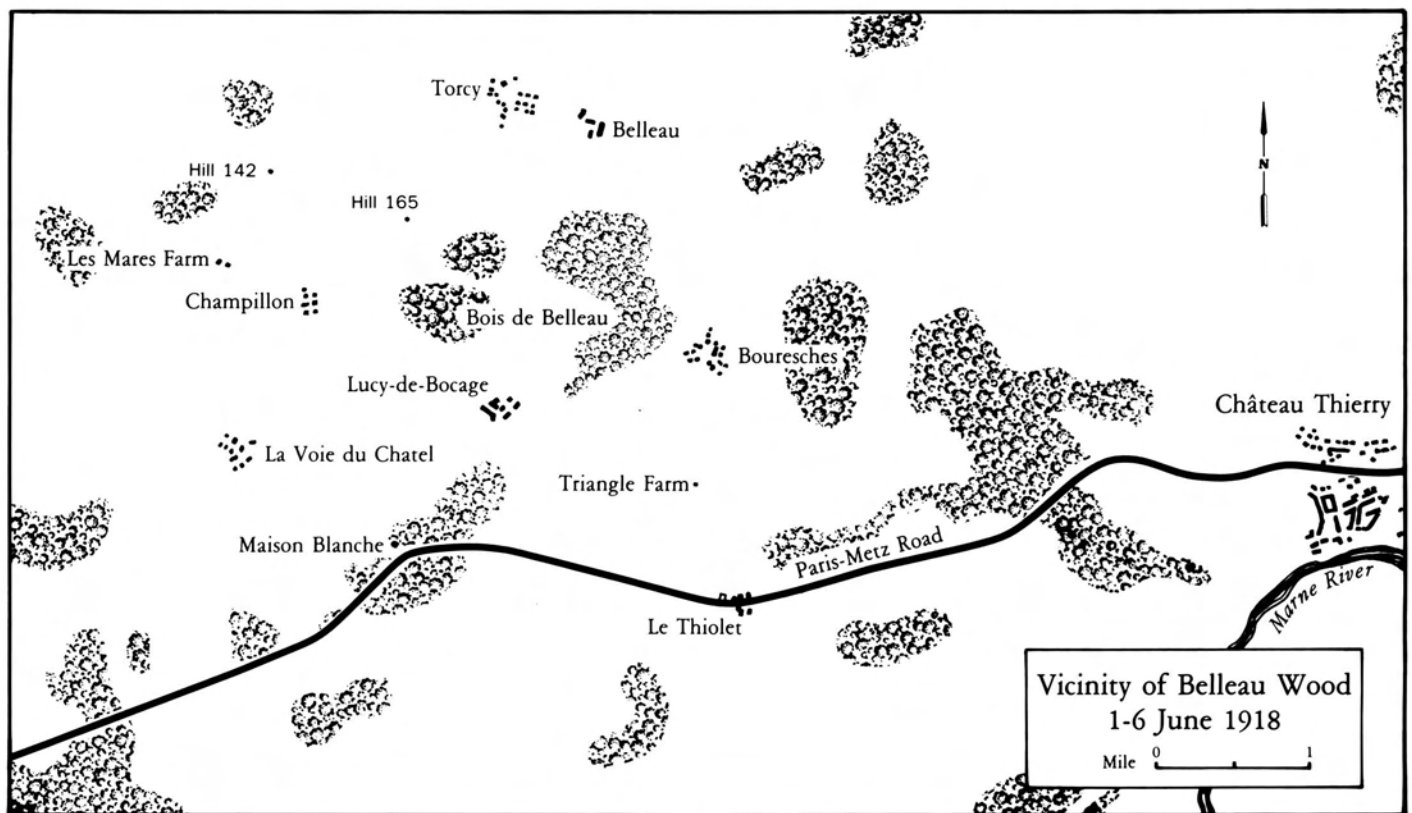 Torcy
Belleau
N
Hill 142
Hill 165
Les Mares Farm
Champillon
Bois de Belleau
Bouresches
Lucy-de-Bocage
Château Thierry
La Voie du Chatel
Triangle Farm
Maison Blanche
Paris-Metz Road
Marne River
Le Thiolet
Vicinity of Belleau Wood
1-6 June 1918
Mile 0 1